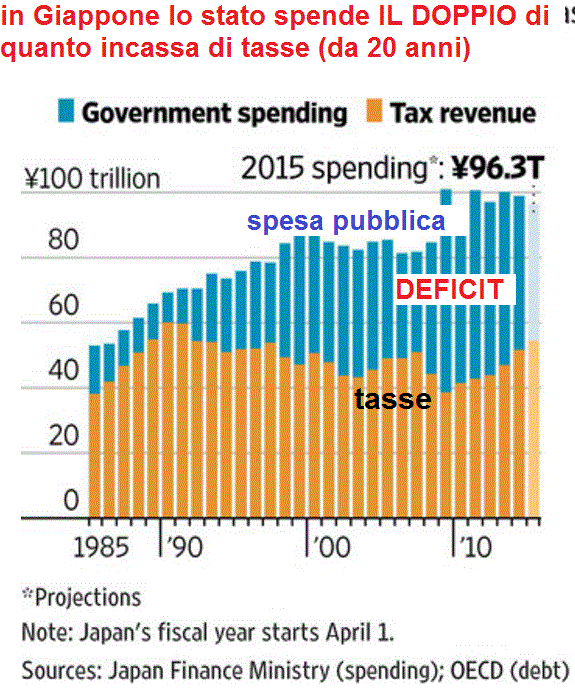 in Giappone lo stato spende IL DOPPIO di
quanto incassa di tasse (da 20 anni)
Government spending Tax revenue
2015 spending*: ¥96.3T
¥100 trillion
spesa pubblica
80
DEFICIT
60
tasse
40
20
0
1985 '90 '00 '10
*Projections
Note: Japan's fiscal year starts April 1.
Sources: Japan Finance Ministry (spending); OECD (debt)